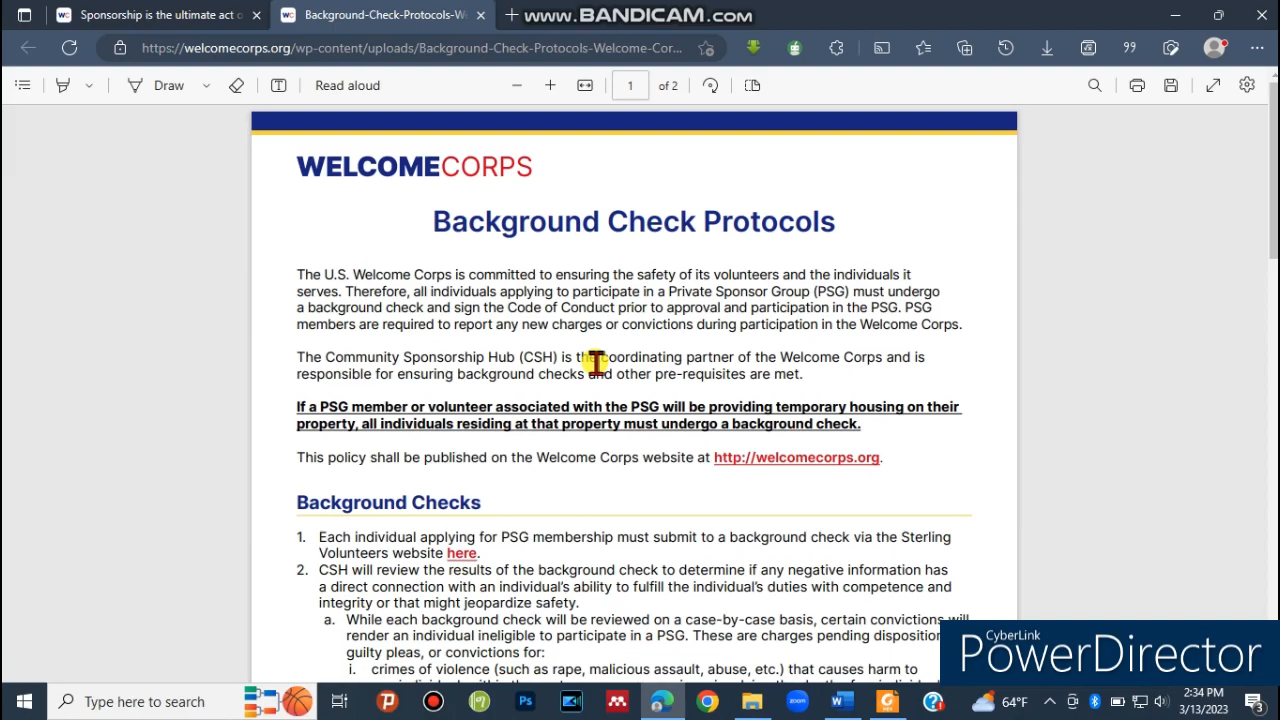 Sponsorship is the ultimate act o
Background-Check-Protocols-We
WWW.BANDICAM.COM
https://welcomecorps.org/wp-content/uploads/Background-Check-Protocols-Welcome-Cor...
Draw
Read aloud
1 of 2
WELCOMECORPS
Background Check Protocols
The U.S. Welcome Corps is committed to ensuring the safety of its volunteers and the individuals it
serves. Therefore, all individuals applying to participate in a Private Sponsor Group (PSG) must undergo
a background check and sign the Code of Conduct prior to approval and participation in the PSG. PSG
members are required to report any new charges or convictions during participation in the Welcome Corps.
The Community Sponsorship Hub (CSH) is the coordinating partner of the Welcome Corps and is
responsible for ensuring background checks and other pre-requisites are met.
If a PSG member or volunteer associated with the PSG will be providing temporary housing on their
property, all individuals residing at that property must undergo a background check.
This policy shall be published on the Welcome Corps website at http://welcomecorps.org.
Background Checks
1. Each individual applying for PSG membership must submit to a background check via the Sterling
Volunteers website here.
2. CSH will review the results of the background check to determine if any negative information has
a direct connection with an individual's ability to fulfill the individual's duties with competence and
integrity or that might jeopardize safety.
a. While each background check will be reviewed on a case-by-case basis, certain convictions will
render an individual ineligible to participate in a PSG. These are charges pending disposition
guilty pleas, or convictions for:
i. crimes of violence (such as rape, malicious assault, abuse, etc.) that causes harm to
CyberLink
PowerDirector
Type here to search
64°F
2:34 PM
3/13/2023
3